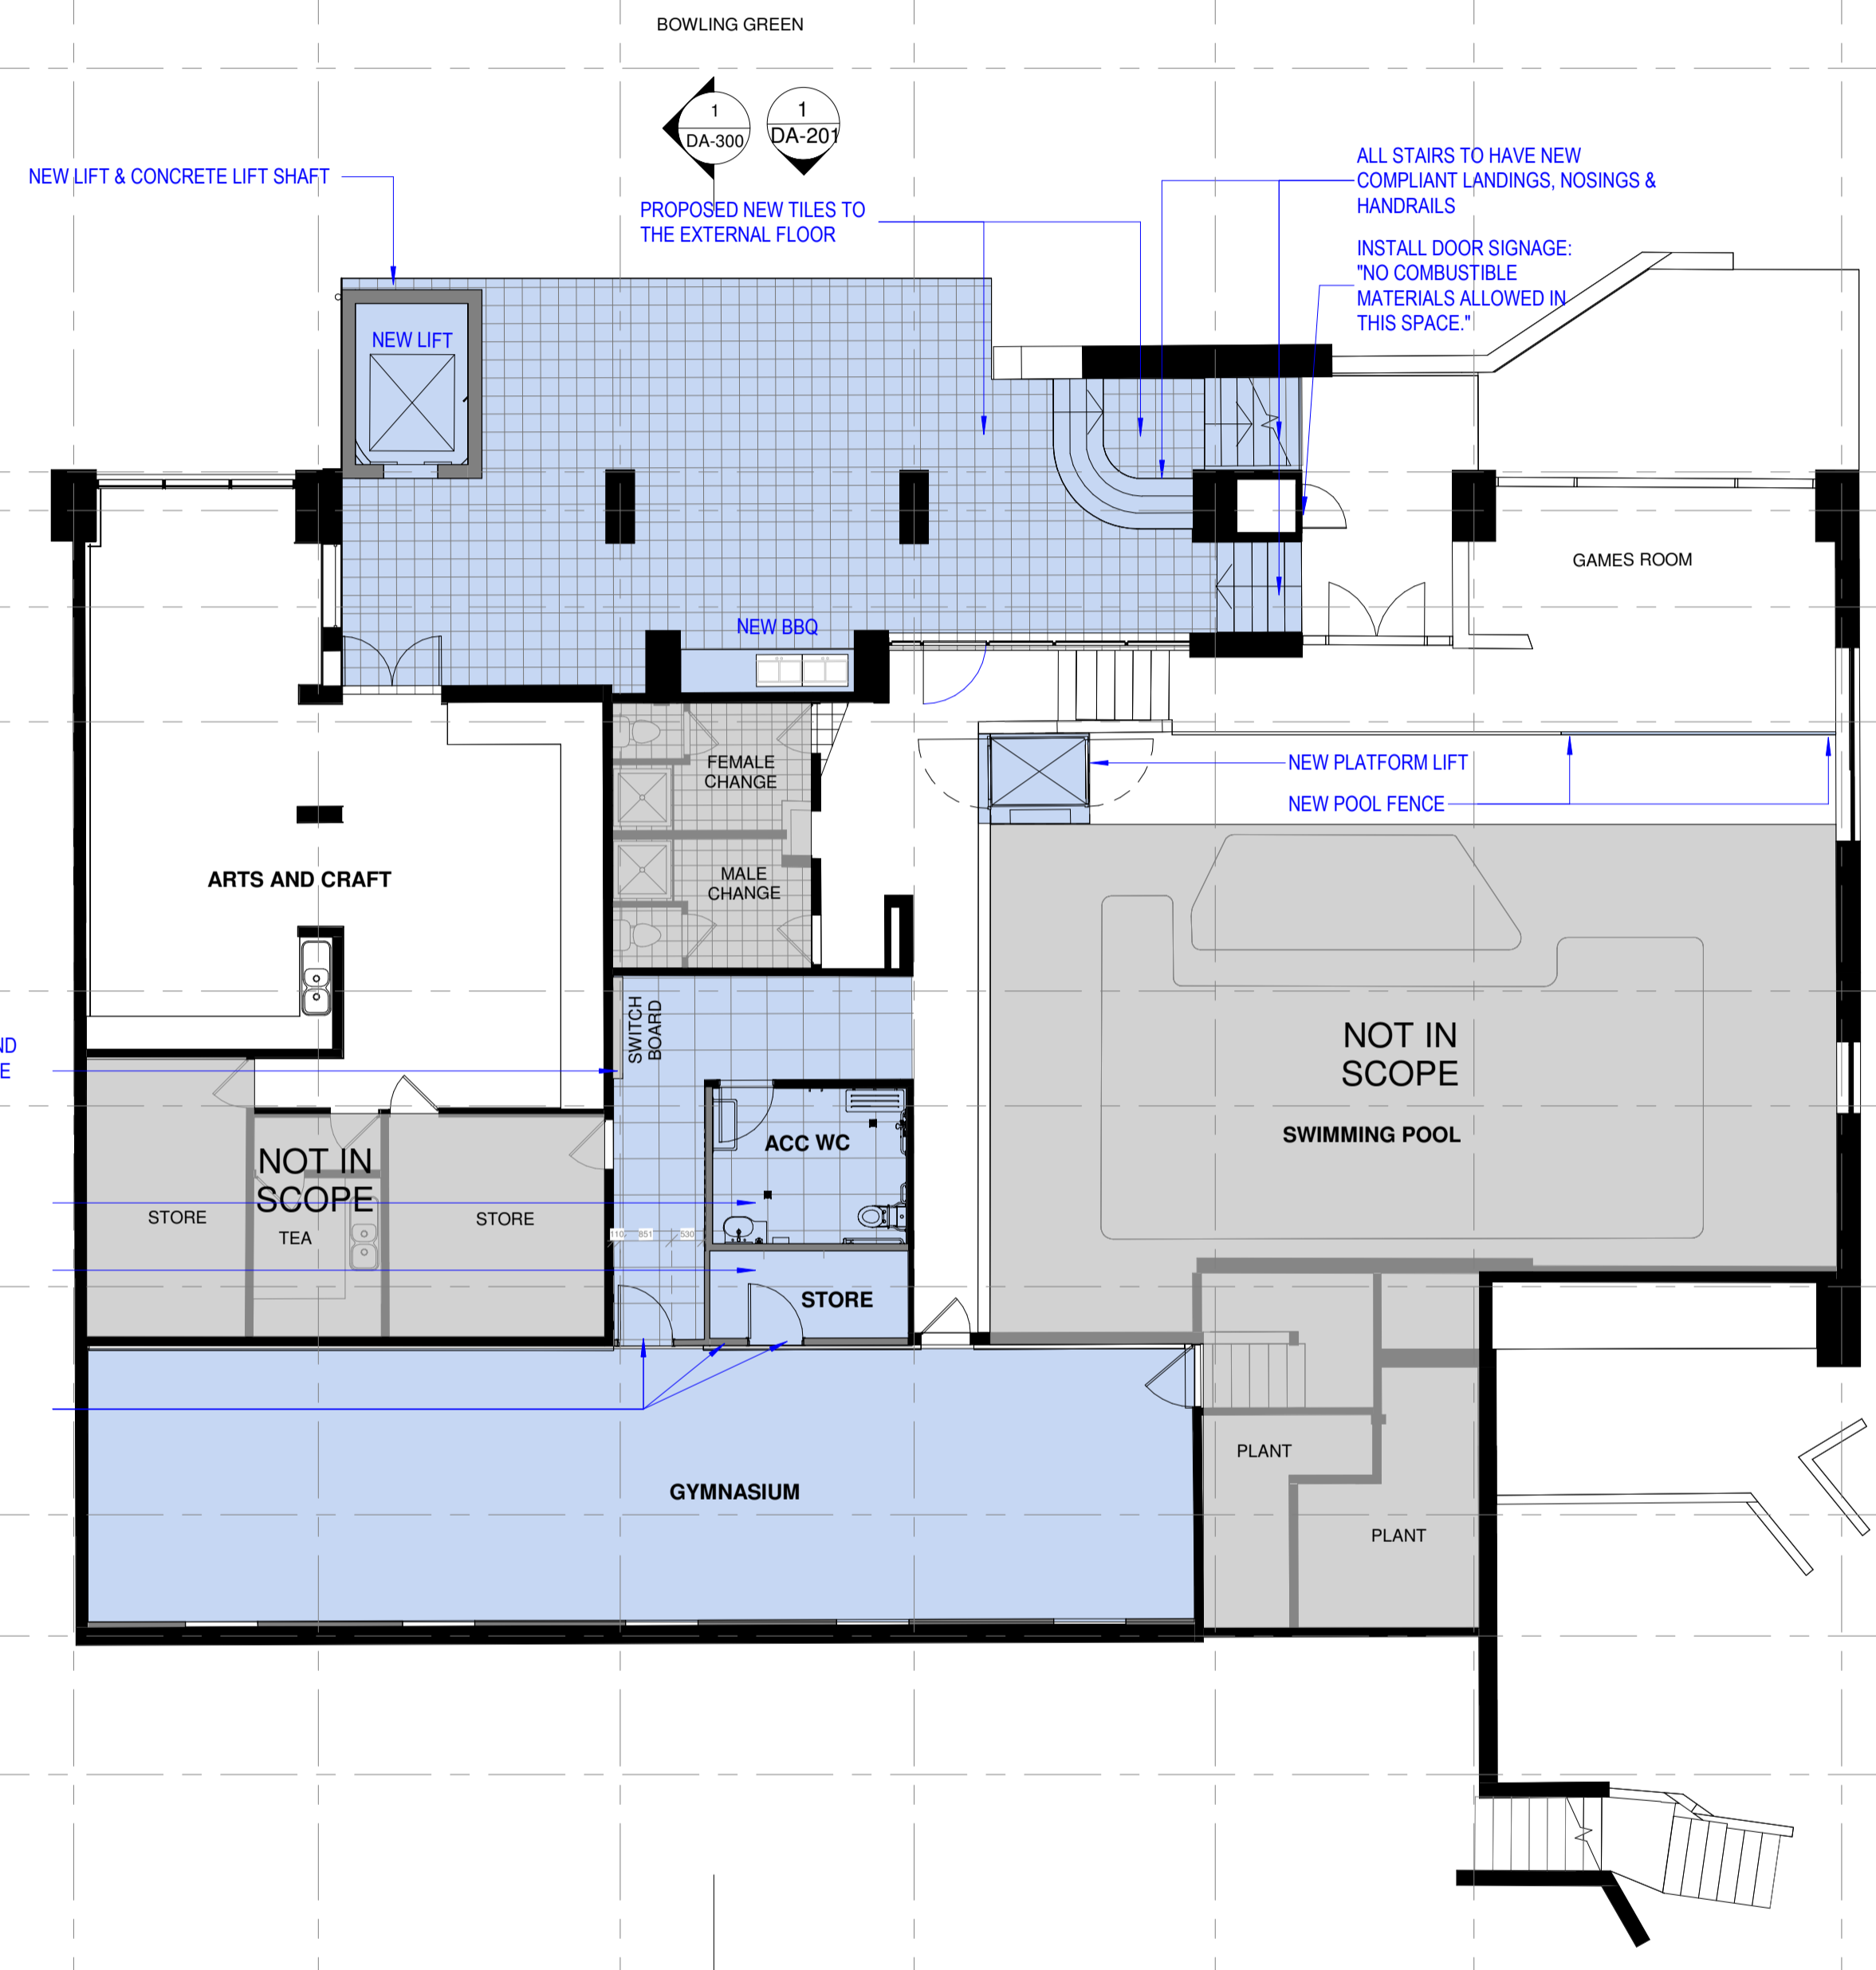 BOWLING GREEN
1
DA-300
1
DA-201
NEW LIFT & CONCRETE LIFT SHAFT
PROPOSED NEW TILES TO
THE EXTERNAL FLOOR
ALL STAIRS TO HAVE NEW
COMPLIANT LANDINGS, NOSINGS &
HANDRAILS
INSTALL DOOR SIGNAGE:
"NO COMBUSTIBLE
MATERIALS ALLOWED IN
THIS SPACE."
NEW LIFT
GAMES ROOM
NEW BBQ
FEMALE
CHANGE
NEW PLATFORM LIFT
NEW POOL FENCE
ARTS AND CRAFT
MALE
CHANGE
SWITCH
BOARD
NOT IN
SCOPE
SWIMMING POOL
ND
E
ACC WC
NOT IN
SCOPE
STORE
TEA
STORE
110
851
530
STORE
PLANT
GYMNASIUM
PLANT